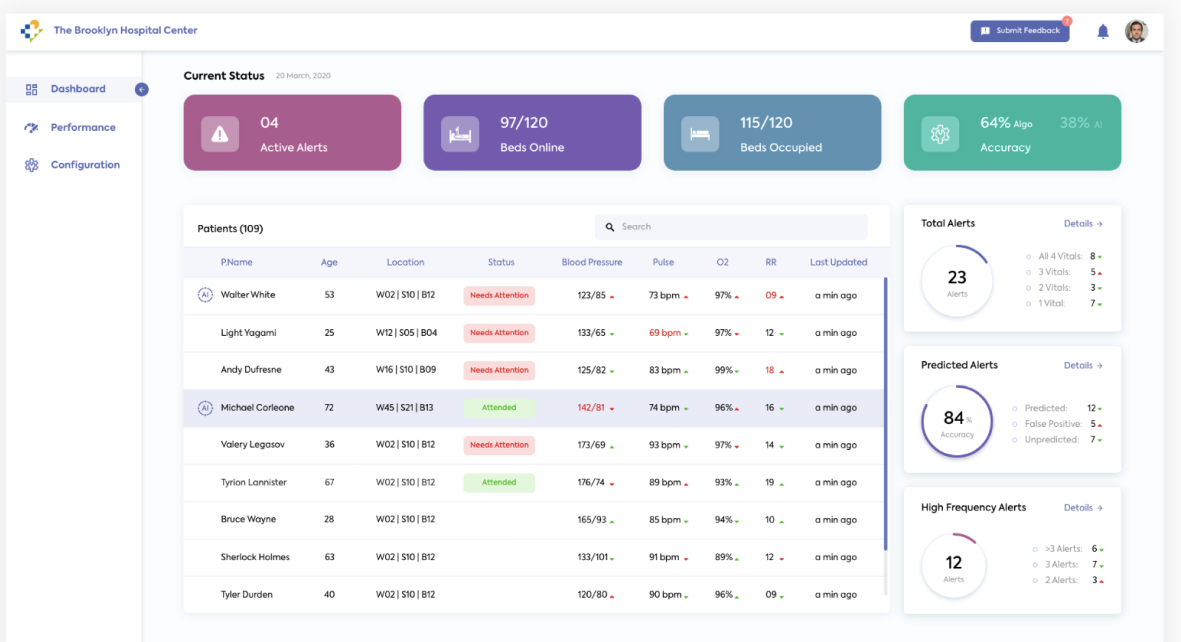 The Brooklyn Hospital Center
Submit Feedback
Dashboard
Performance
Configuration
Current Status 20 March, 2020
04
Active Alerts
97/120
Beds Online
115/120
Beds Occupied
64% Algo 38% AI
Accuracy
Patients (109)
Search
P.Name Age Location Status Blood Pressure Pulse O2 RR Last Updated
AI Walter White 53 W02 | S10 | B12 Needs Attention 123/85 73 bpm 97% 09 a min ago
Light Yagami 25 W12 | S05 | B04 Needs Attention 133/65 69 bpm 97% 12 a min ago
Andy Dufresne 43 W16 | S10 | B09 Needs Attention 125/82 83 bpm 99% 18 a min ago
AI Michael Corleone 72 W45 | S21 | B13 Attended 142/81 74 bpm 96% 16 a min ago
Valery Legasov 36 W02 | S10 | B12 Needs Attention 173/69 93 bpm 97% 14 a min ago
Tyrion Lannister 67 W02 | S10 | B12 Attended 176/74 89 bpm 93% 19 a min ago
Bruce Wayne 28 W02 | S10 | B12 165/93 85 bpm 94% 10 a min ago
Sherlock Holmes 63 W02 | S10 | B12 133/101 91 bpm 89% 12 a min ago
Tyler Durden 40 W02 | S10 | B12 120/80 90 bpm 96% 09 a min ago
Total Alerts Details
23
Alerts
All 4 Vitals: 8
3 Vitals: 5
2 Vitals: 3
1 Vital: 7
Predicted Alerts Details
84%
Accuracy
Predicted: 12
False Positive: 5
Unpredicted: 7
High Frequency Alerts Details
12
Alerts
>3 Alerts: 6
3 Alerts: 7
2 Alerts: 3